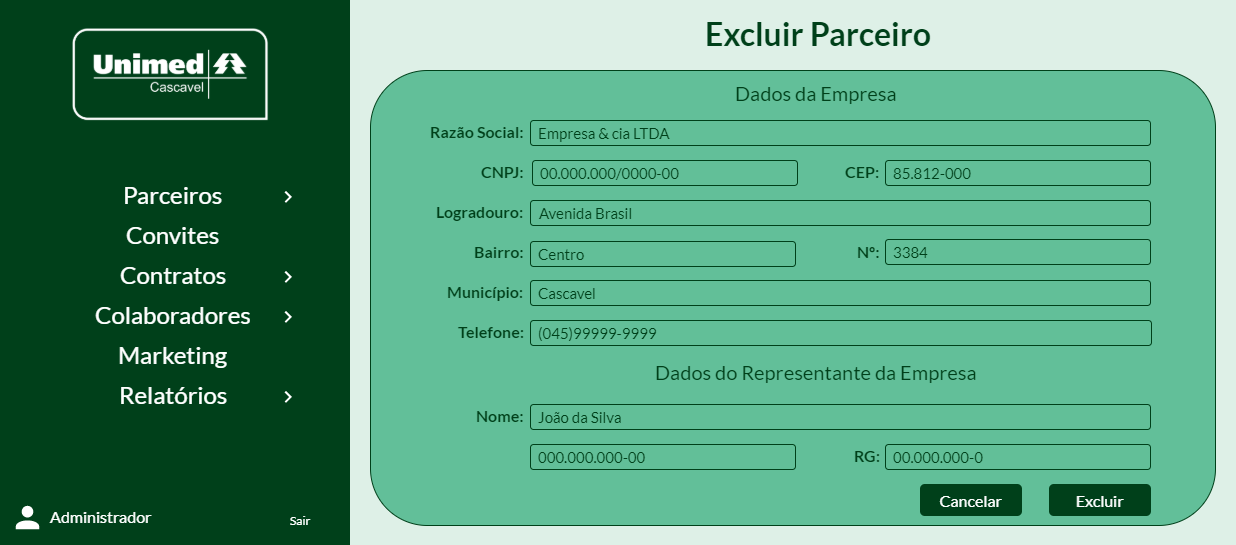 Unimed
Cascavel
Parceiros
Convites
Contratos
Colaboradores
Marketing
Relatórios
Administrador
Sair
Excluir Parceiro
Dados da Empresa
Razão Social: Empresa & cia LTDA
CNPJ: 00.000.000/0000-00 CEP: 85.812-000
Logradouro: Avenida Brasil
Bairro: Centro Nº: 3384
Município: Cascavel
Telefone: (045)99999-9999
Dados do Representante da Empresa
Nome: João da Silva
000.000.000-00 RG: 00.000.000-0
Cancelar Excluir